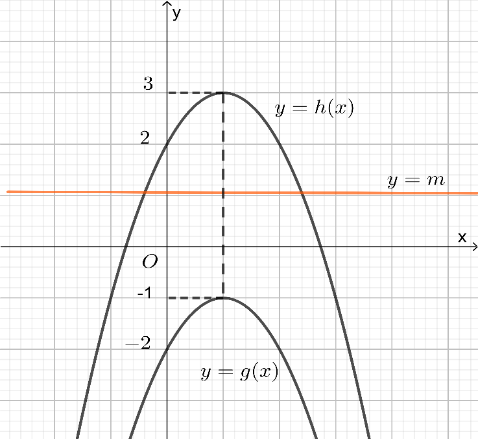 y
3
y = h(x)
2
y = m
x
O
-1
−2
y = g(x)